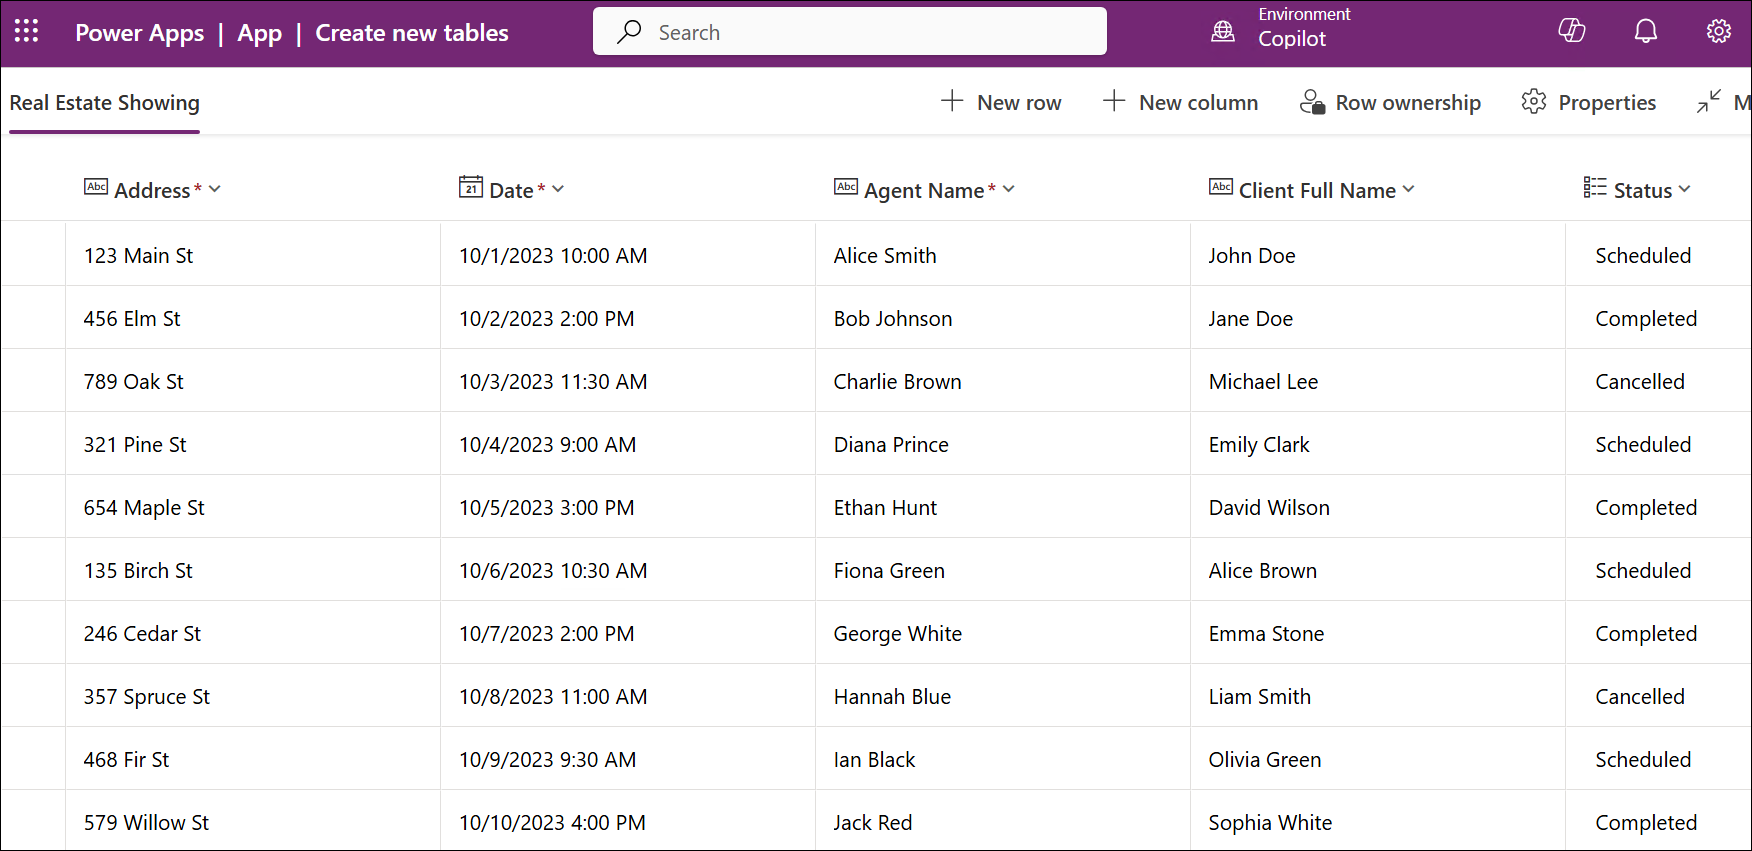 Power Apps | App | Create new tables Search Environment
Copilot
Real Estate Showing New row New column Row ownership Properties M
Abc Address* 21 Date* Abc Agent Name* Abc Client Full Name Status
123 Main St 10/1/2023 10:00 AM Alice Smith John Doe Scheduled
456 Elm St 10/2/2023 2:00 PM Bob Johnson Jane Doe Completed
789 Oak St 10/3/2023 11:30 AM Charlie Brown Michael Lee Cancelled
321 Pine St 10/4/2023 9:00 AM Diana Prince Emily Clark Scheduled
654 Maple St 10/5/2023 3:00 PM Ethan Hunt David Wilson Completed
135 Birch St 10/6/2023 10:30 AM Fiona Green Alice Brown Scheduled
246 Cedar St 10/7/2023 2:00 PM George White Emma Stone Completed
357 Spruce St 10/8/2023 11:00 AM Hannah Blue Liam Smith Cancelled
468 Fir St 10/9/2023 9:30 AM Ian Black Olivia Green Scheduled
579 Willow St 10/10/2023 4:00 PM Jack Red Sophia White Completed